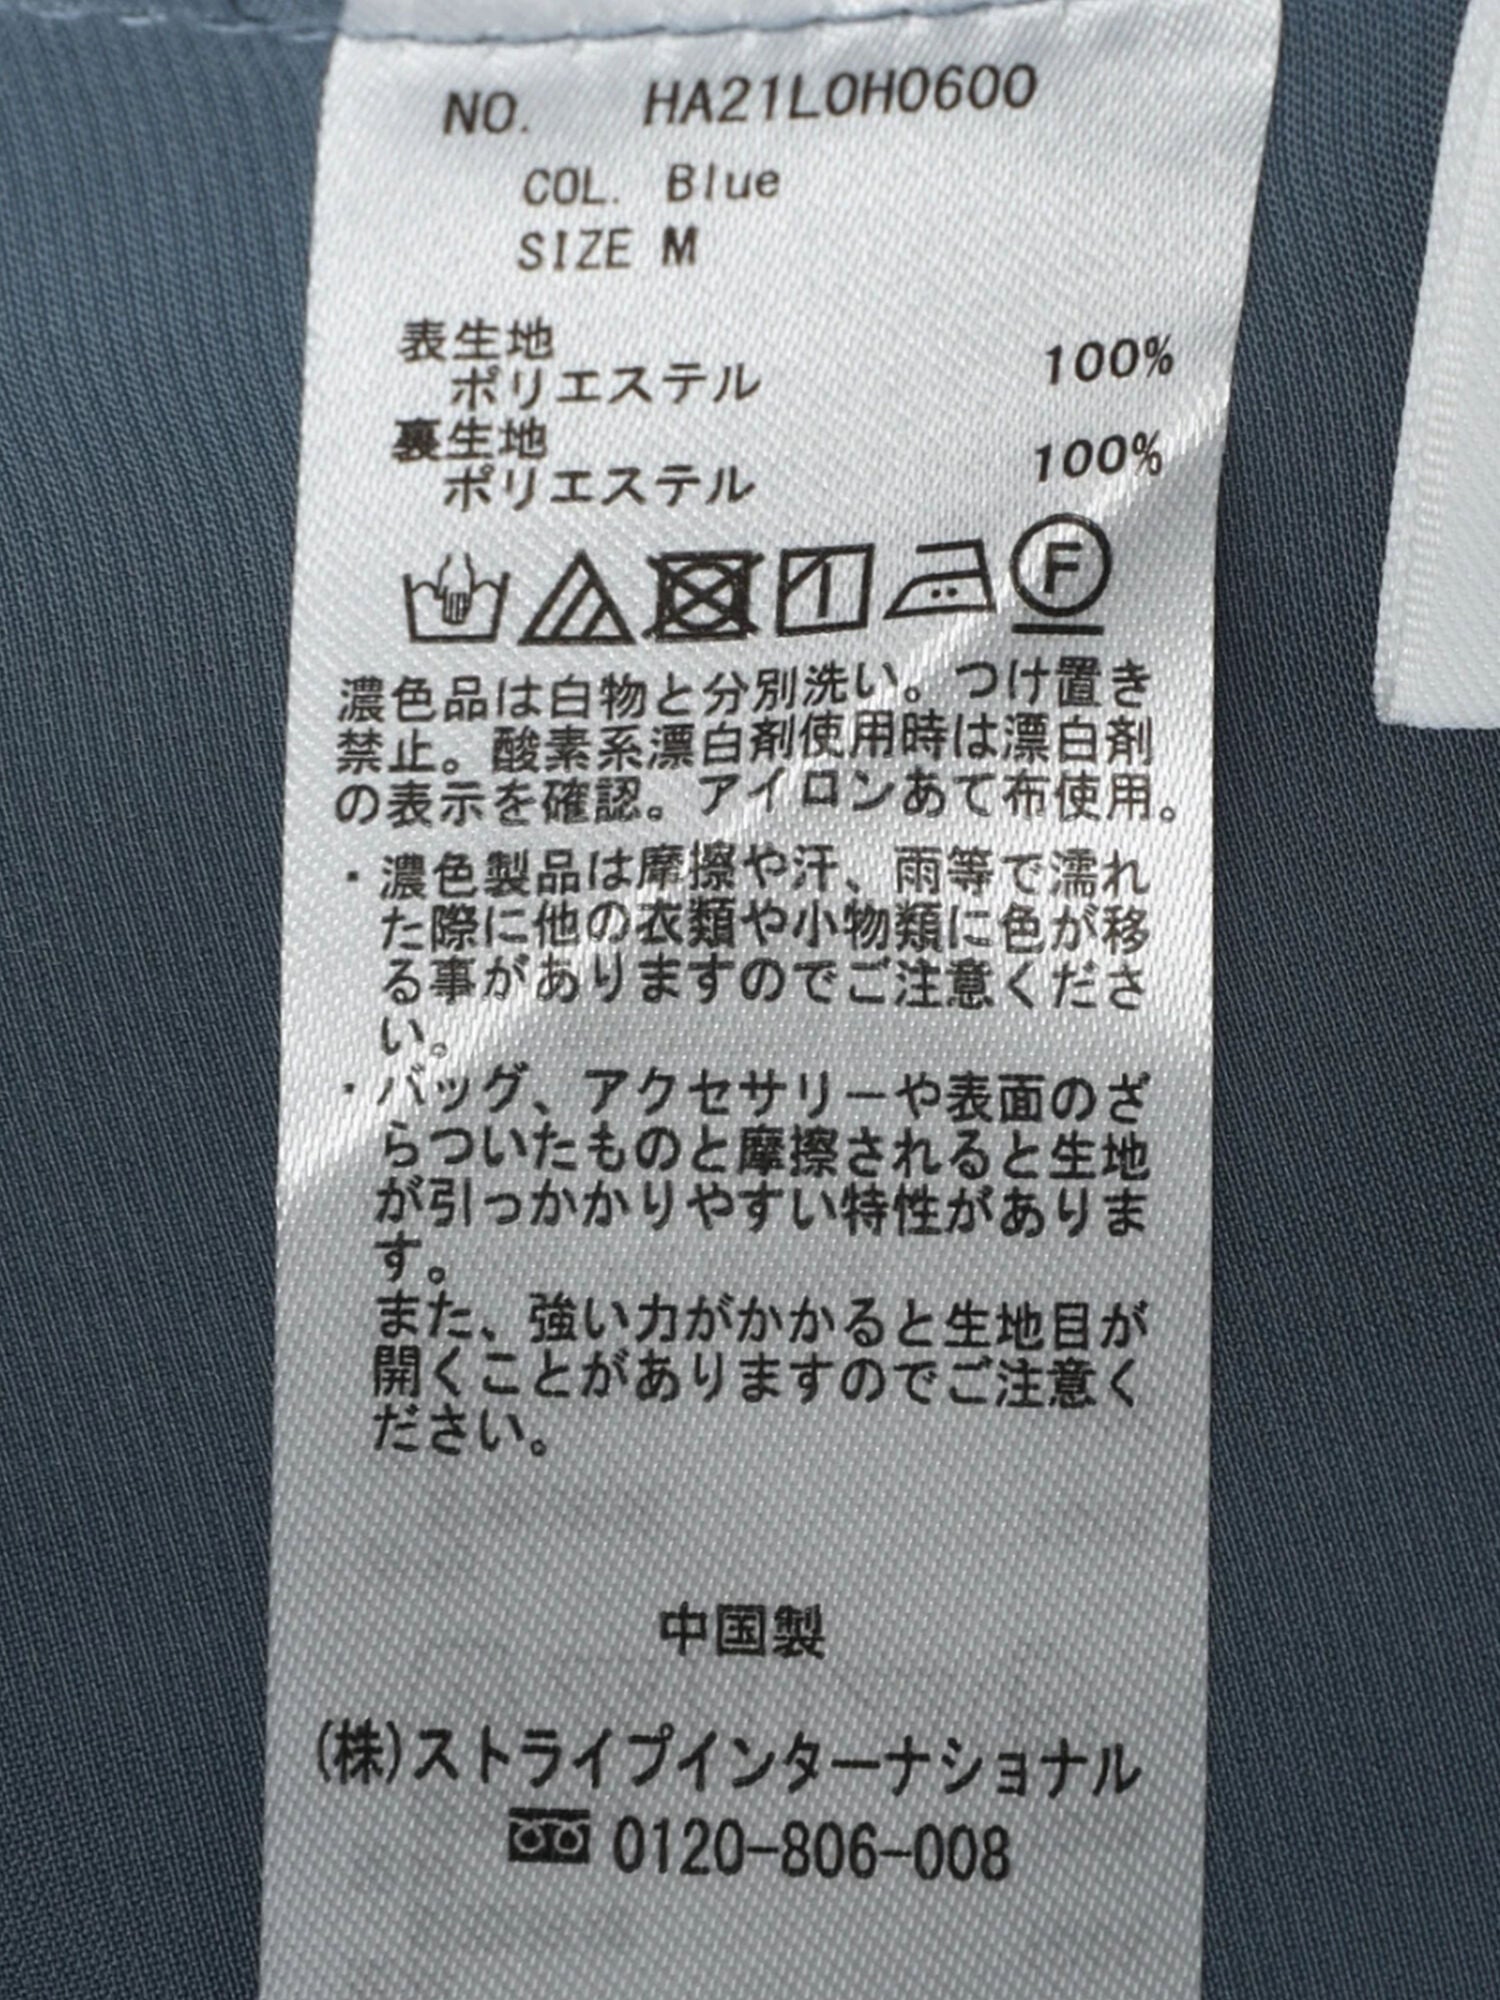 NO. HA21L0H0600
COL. Blue
SIZE M
表生地
ポリエステル 100%
裏生地
ポリエステル 100%
F
濃色品は白物と分別洗い。つけ置き
禁止。酸素系漂白剤使用時は漂白剤
の表示を確認。アイロンあて布使用。
・濃色製品は摩擦や汗、雨等で濡れ
た際に他の衣類や小物類に色が移
る事がありますのでご注意くださ
い。
・バッグ、アクセサリーや表面のざ
らついたものと摩擦されると生地
が引っかかりやすい特性がありま
す。
また、強い力がかかると生地目が
開くことがありますのでご注意く
ださい。
中国製
(株)ストライプインターナショナル
0120-806-008